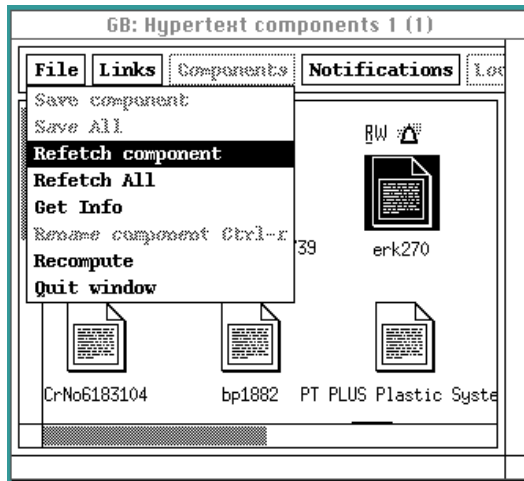 GB: Hypertext components 1 (1)
File Links Components Notifications Loc
Save component
Save All
Refetch component
Refetch All
Get Info
Rename component Ctrl-r
Recompute
Quit window
RW
739
erk270
CrNo6183104 bp1882 PT PLUS Plastic Syste